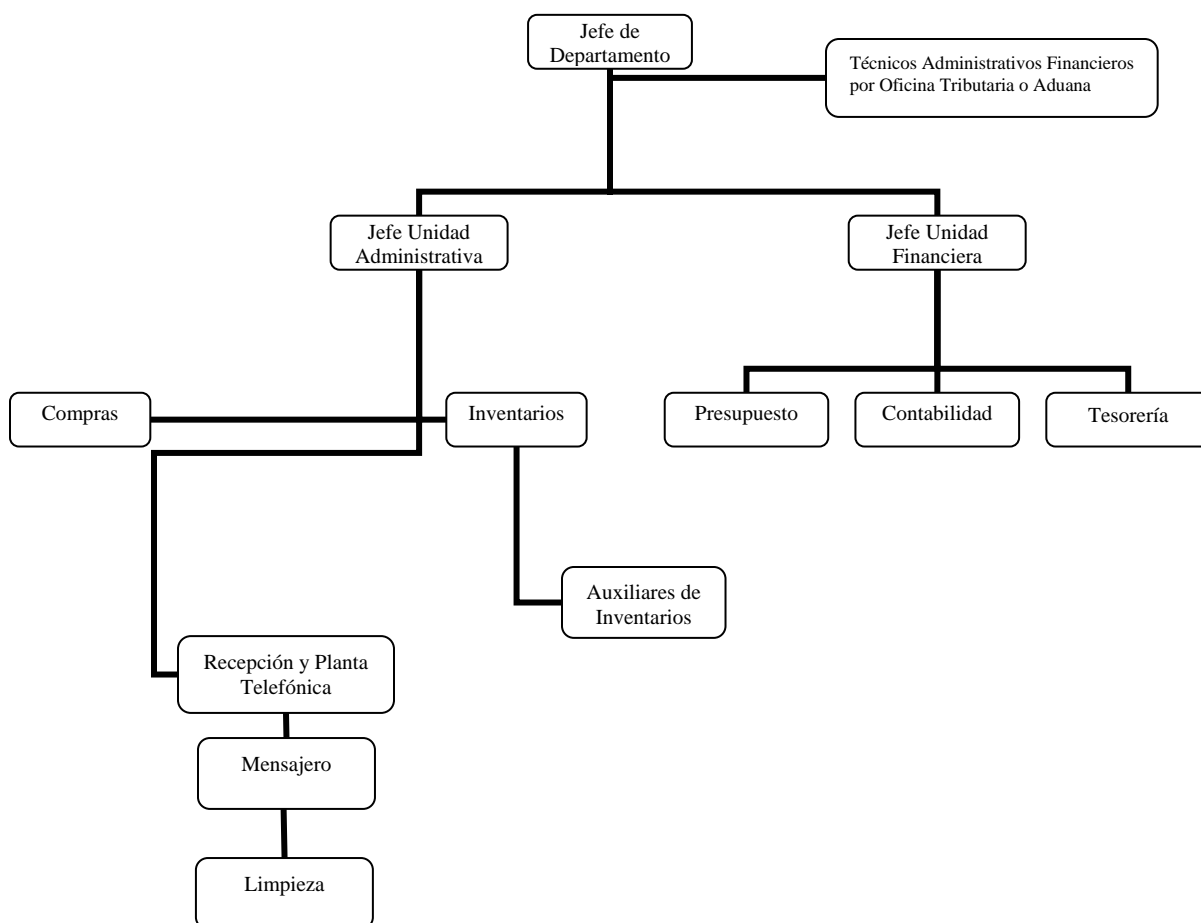 Jefe de
Departamento
Técnicos Administrativos Financieros
por Oficina Tributaria o Aduana
Jefe Unidad
Administrativa
Jefe Unidad
Financiera
Compras
Inventarios
Presupuesto
Contabilidad
Tesorería
Auxiliares de
Inventarios
Recepción y Planta
Telefónica
Mensajero
Limpieza